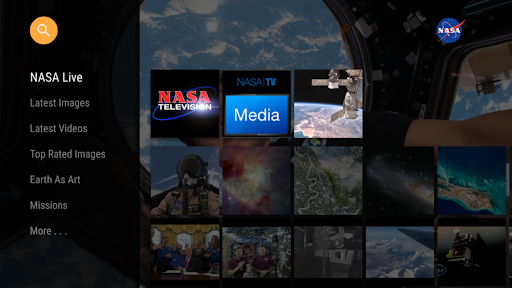 NASA
NASA Live
Latest Images
Latest Videos
Top Rated Images
Earth As Art
Missions
More . . .
NASA
TELEVISION
NASA TV
Media